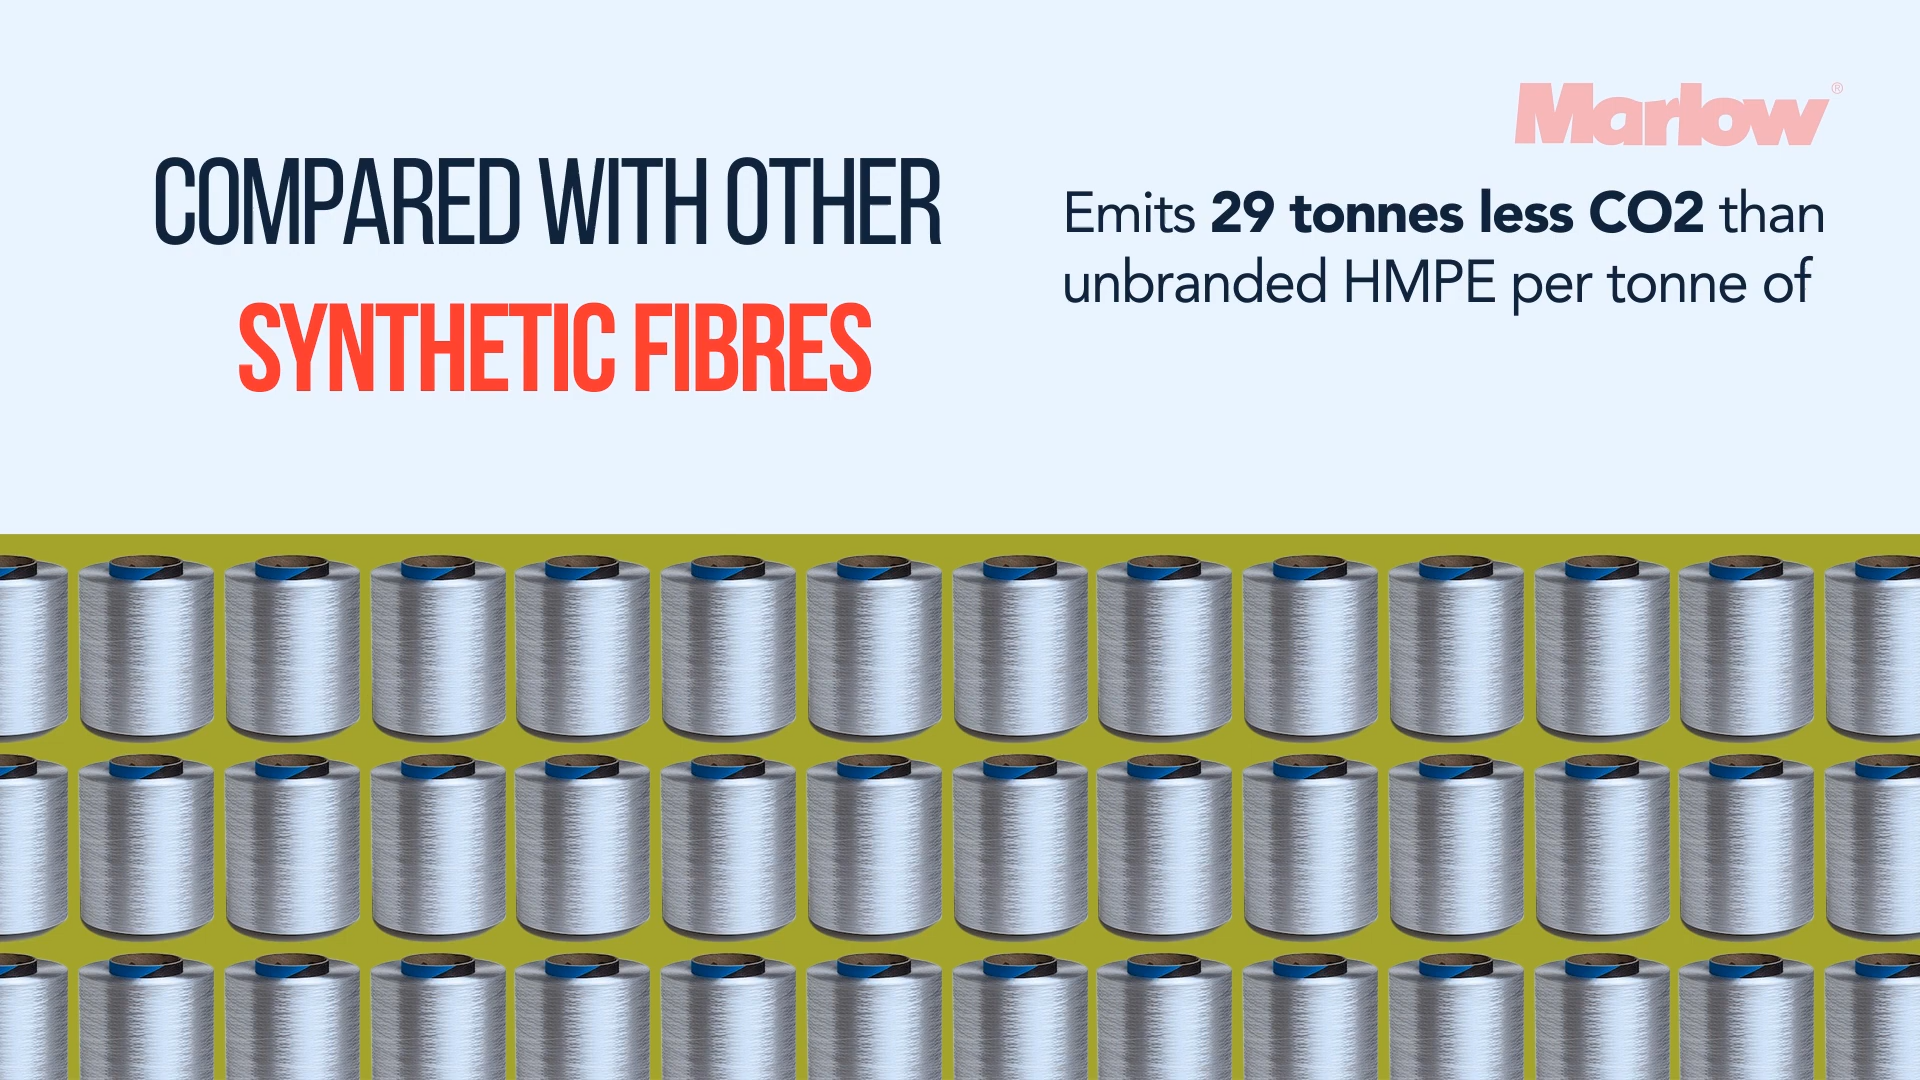 Marlow®
COMPARED WITH OTHER
SYNTHETIC FIBRES
Emits 29 tonnes less CO2 than
unbranded HMPE per tonne of